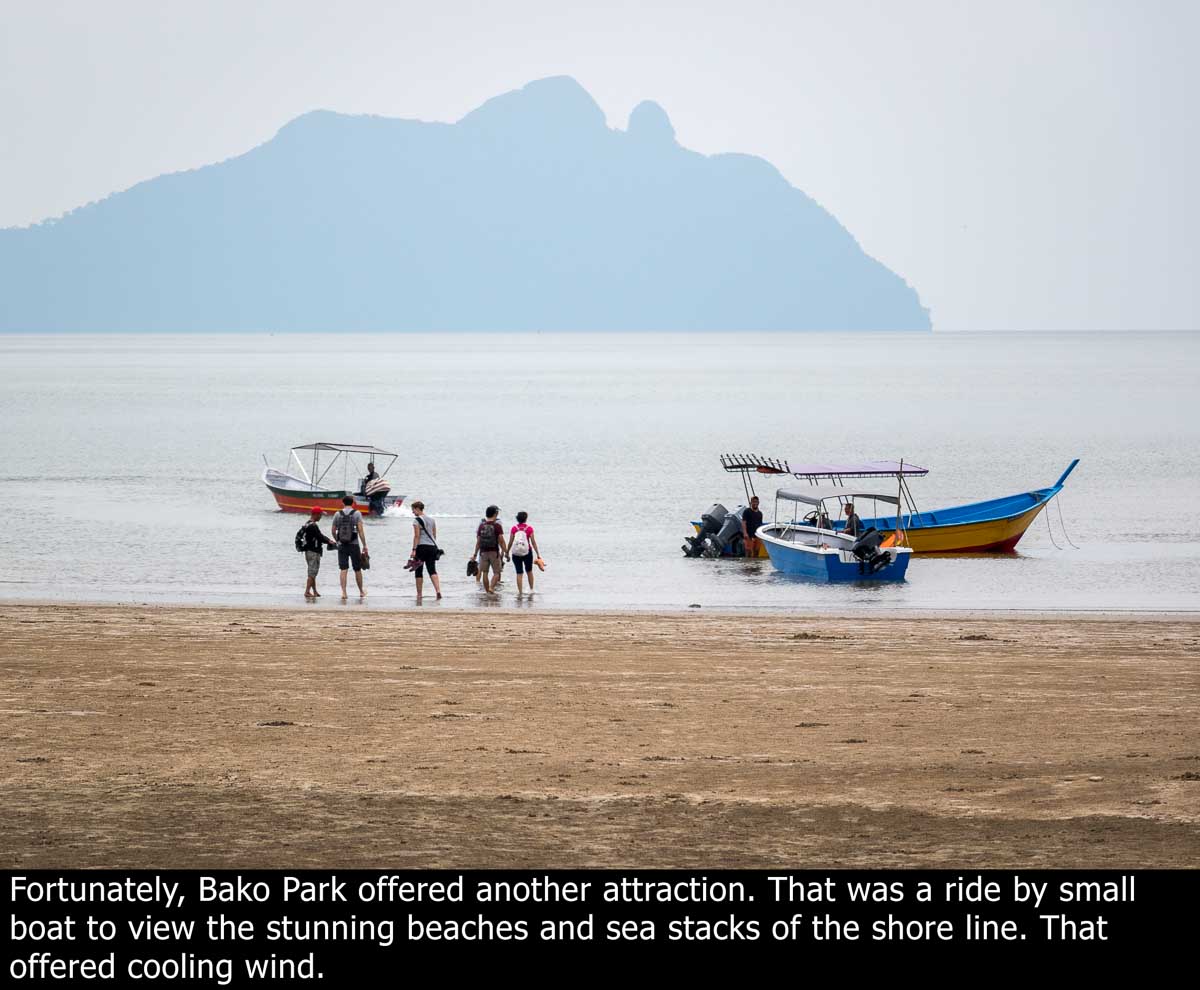 Fortunately, Bako Park offered another attraction. That was a ride by small
boat to view the stunning beaches and sea stacks of the shore line. That
offered cooling wind.